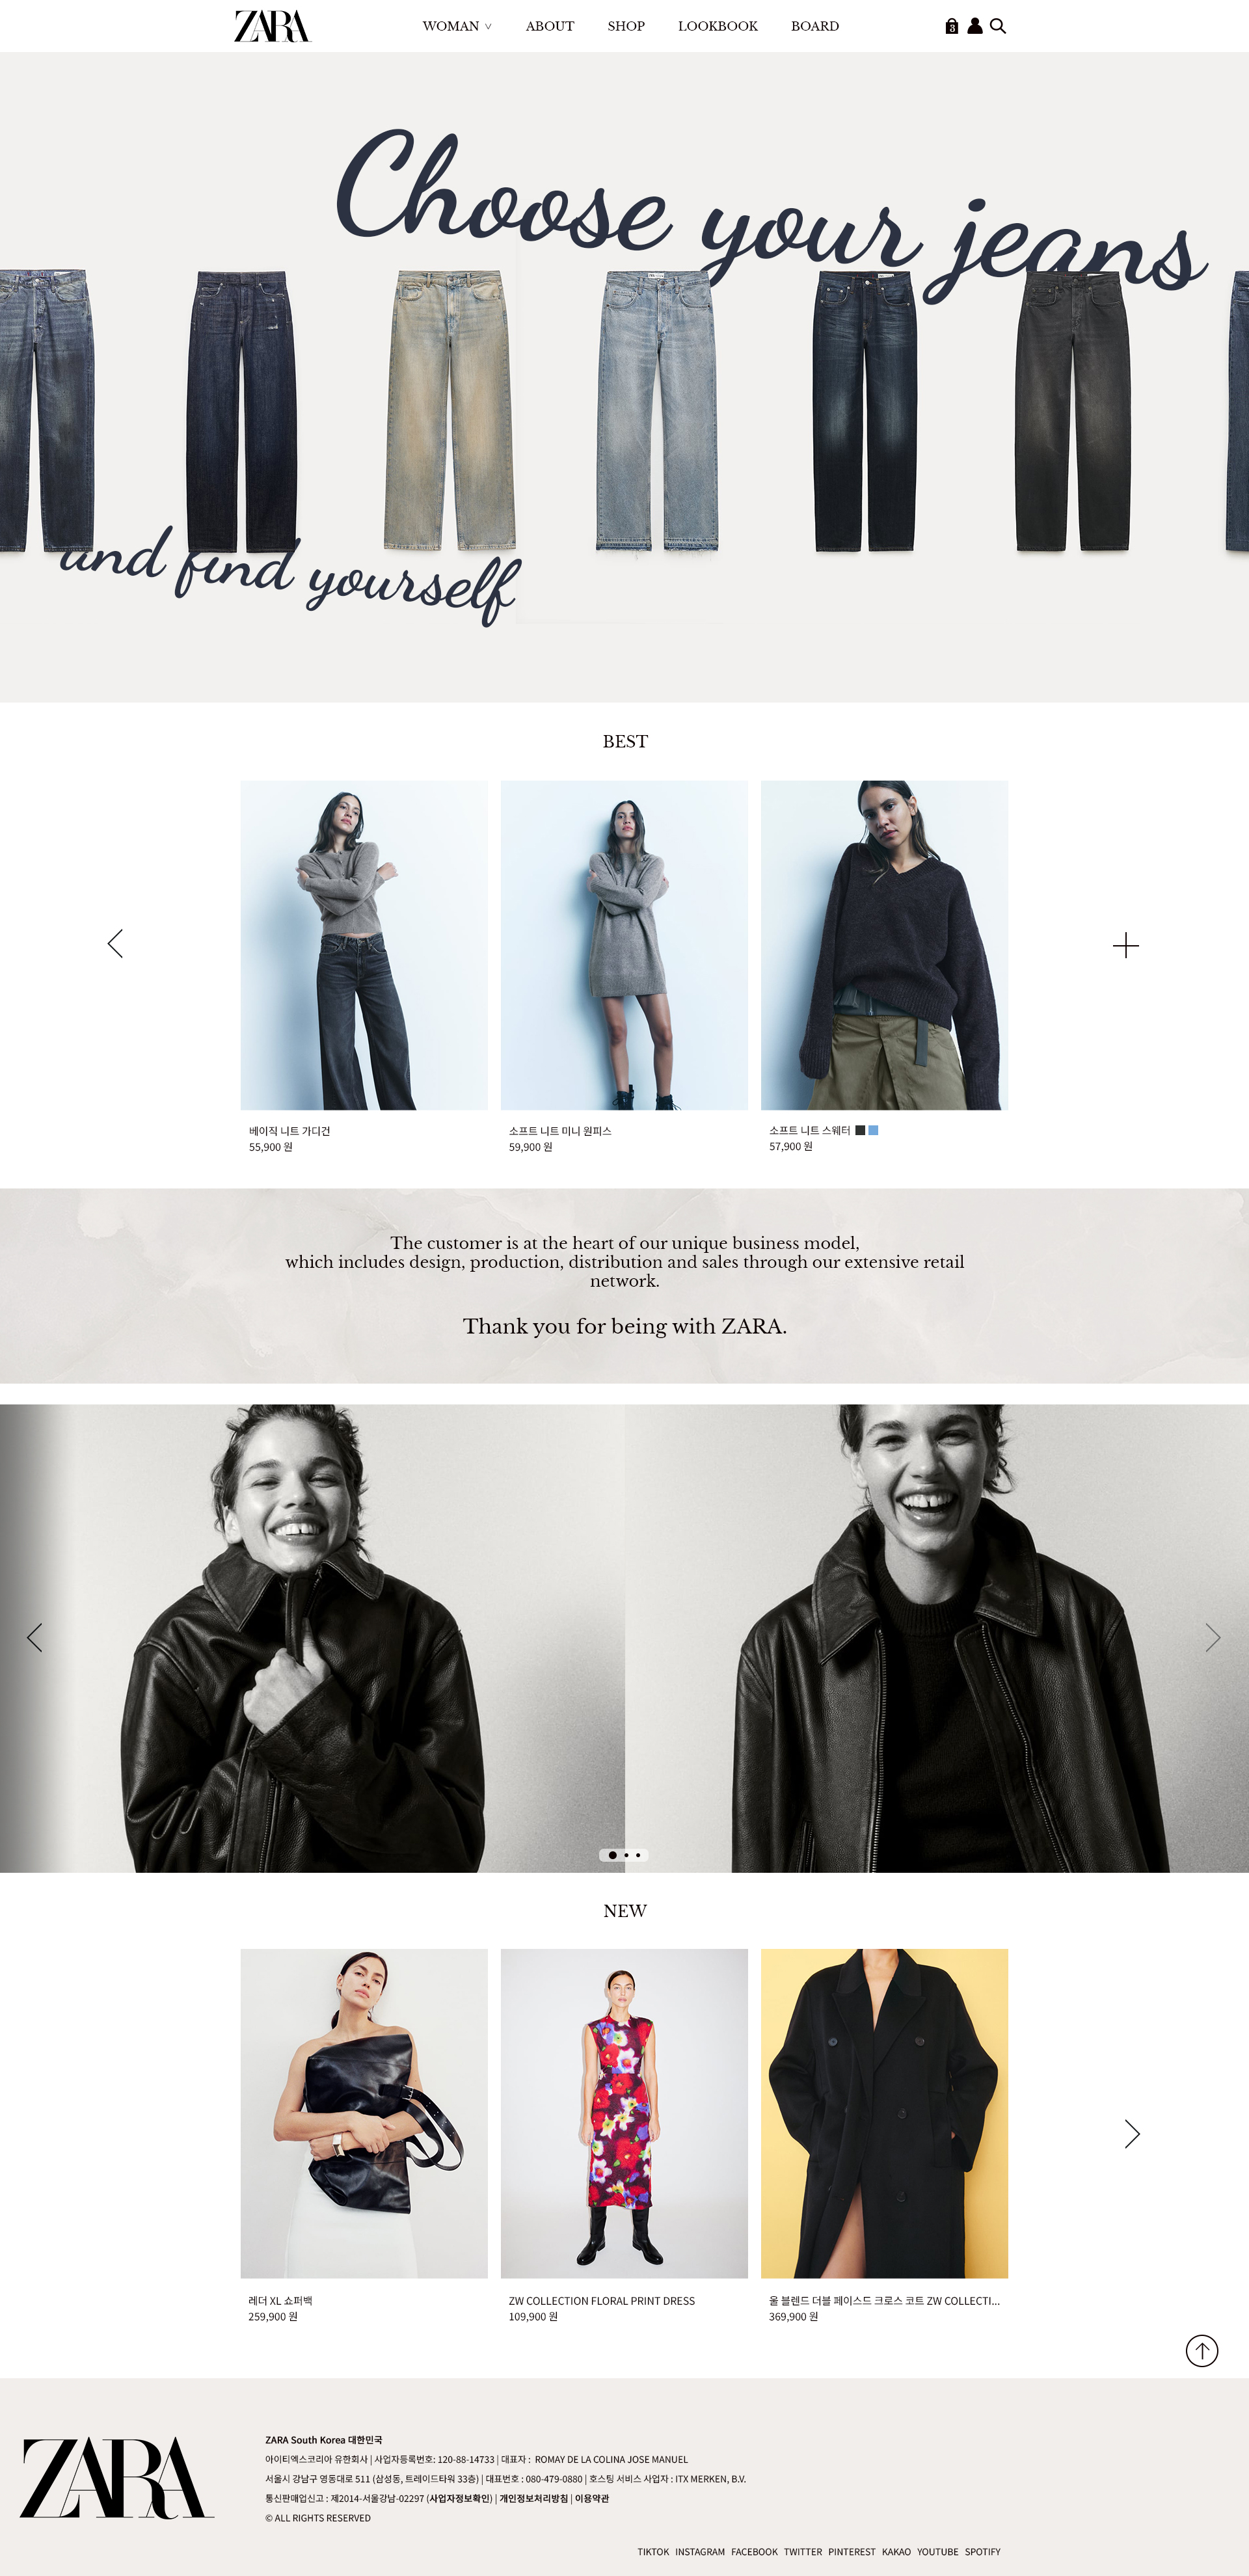 ZARA
WOMAN ∨ ABOUT SHOP LOOKBOOK BOARD
3
Choose your jeans
and find yourself
BEST
베이직 니트 가디건
55,900 원
소프트 니트 미니 원피스
59,900 원
소프트 니트 스웨터
57,900 원
The customer is at the heart of our unique business model,
which includes design, production, distribution and sales through our extensive retail
network.
Thank you for being with ZARA.
NEW
레더 XL 쇼퍼백
259,900 원
ZW COLLECTION FLORAL PRINT DRESS
109,900 원
울 블렌드 더블 페이스드 크로스 코트 ZW COLLECTI...
369,900 원
ZARA
ZARA South Korea 대한민국
아이티엑스코리아 유한회사 | 사업자등록번호: 120-88-14733 | 대표자 : ROMAY DE LA COLINA JOSE MANUEL
서울시 강남구 영동대로 511 (삼성동, 트레이드타워 33층) | 대표번호 : 080-479-0880 | 호스팅 서비스 사업자 : ITX MERKEN, B.V.
통신판매업신고 : 제2014-서울강남-02297 (사업자정보확인) | 개인정보처리방침 | 이용약관
© ALL RIGHTS RESERVED
TIKTOK INSTAGRAM FACEBOOK TWITTER PINTEREST KAKAO YOUTUBE SPOTIFY